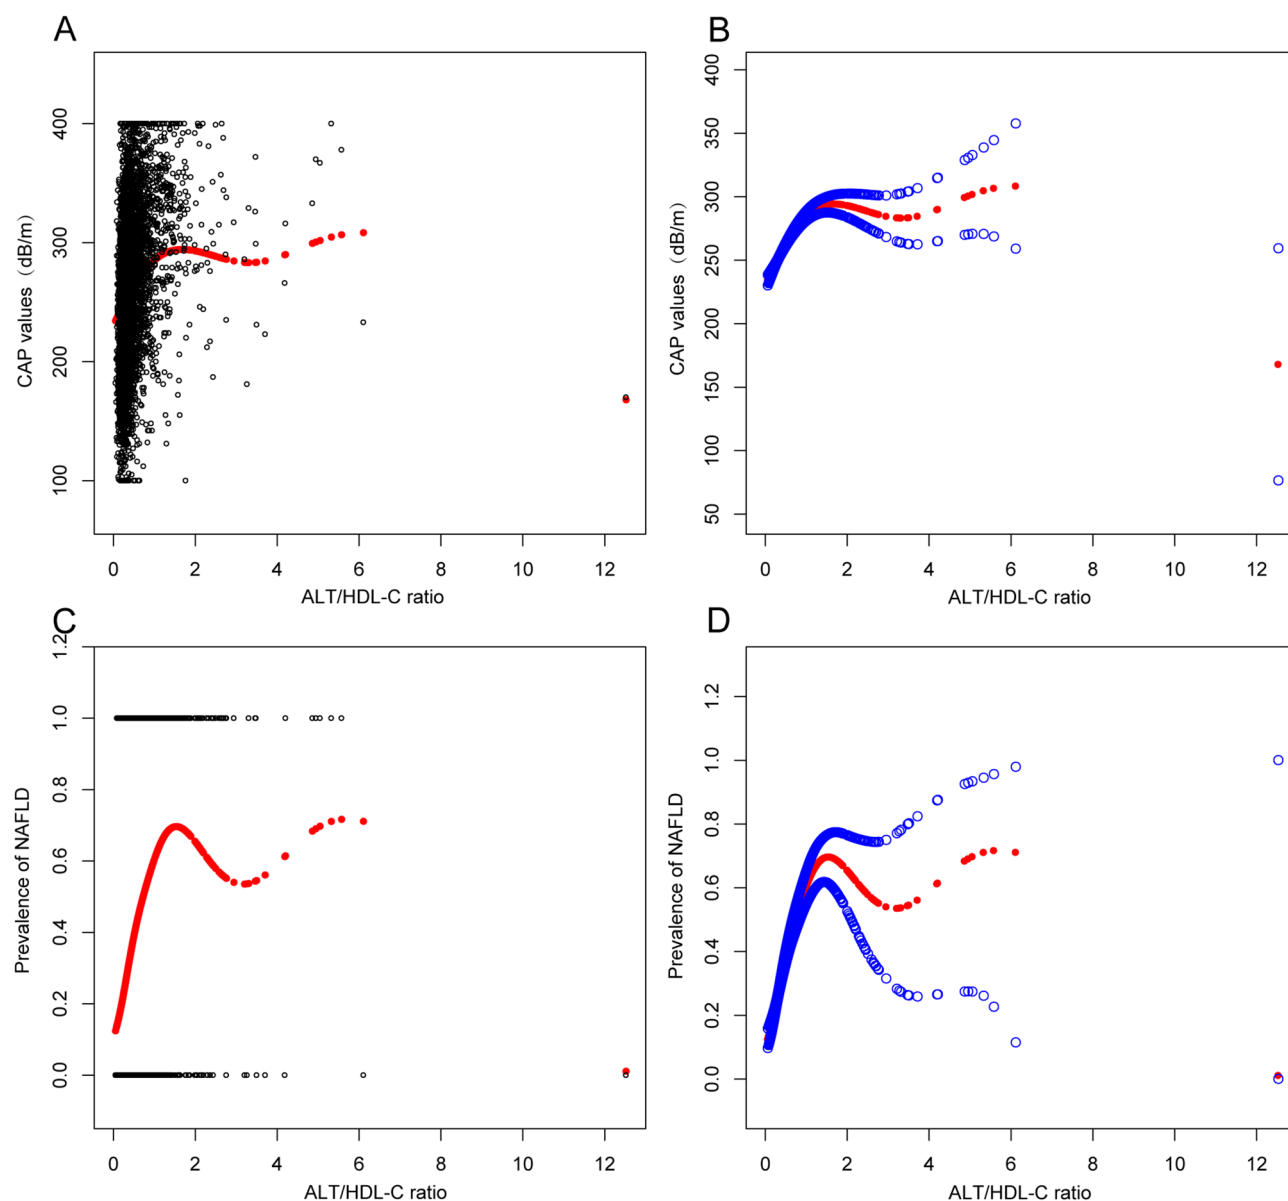 A
CAP values（dB/m）
400
300
200
100
0 2 4 6 8 10 12
ALT/HDL-C ratio
B
CAP values（dB/m）
400
350
300
250
200
150
100
50
0 2 4 6 8 10 12
ALT/HDL-C ratio
C
Prevalence of NAFLD
1.2
1.0
0.8
0.6
0.4
0.2
0.0
0 2 4 6 8 10 12
ALT/HDL-C ratio
D
Prevalence of NAFLD
1.2
1.0
0.8
0.6
0.4
0.2
0.0
0 2 4 6 8 10 12
ALT/HDL-C ratio